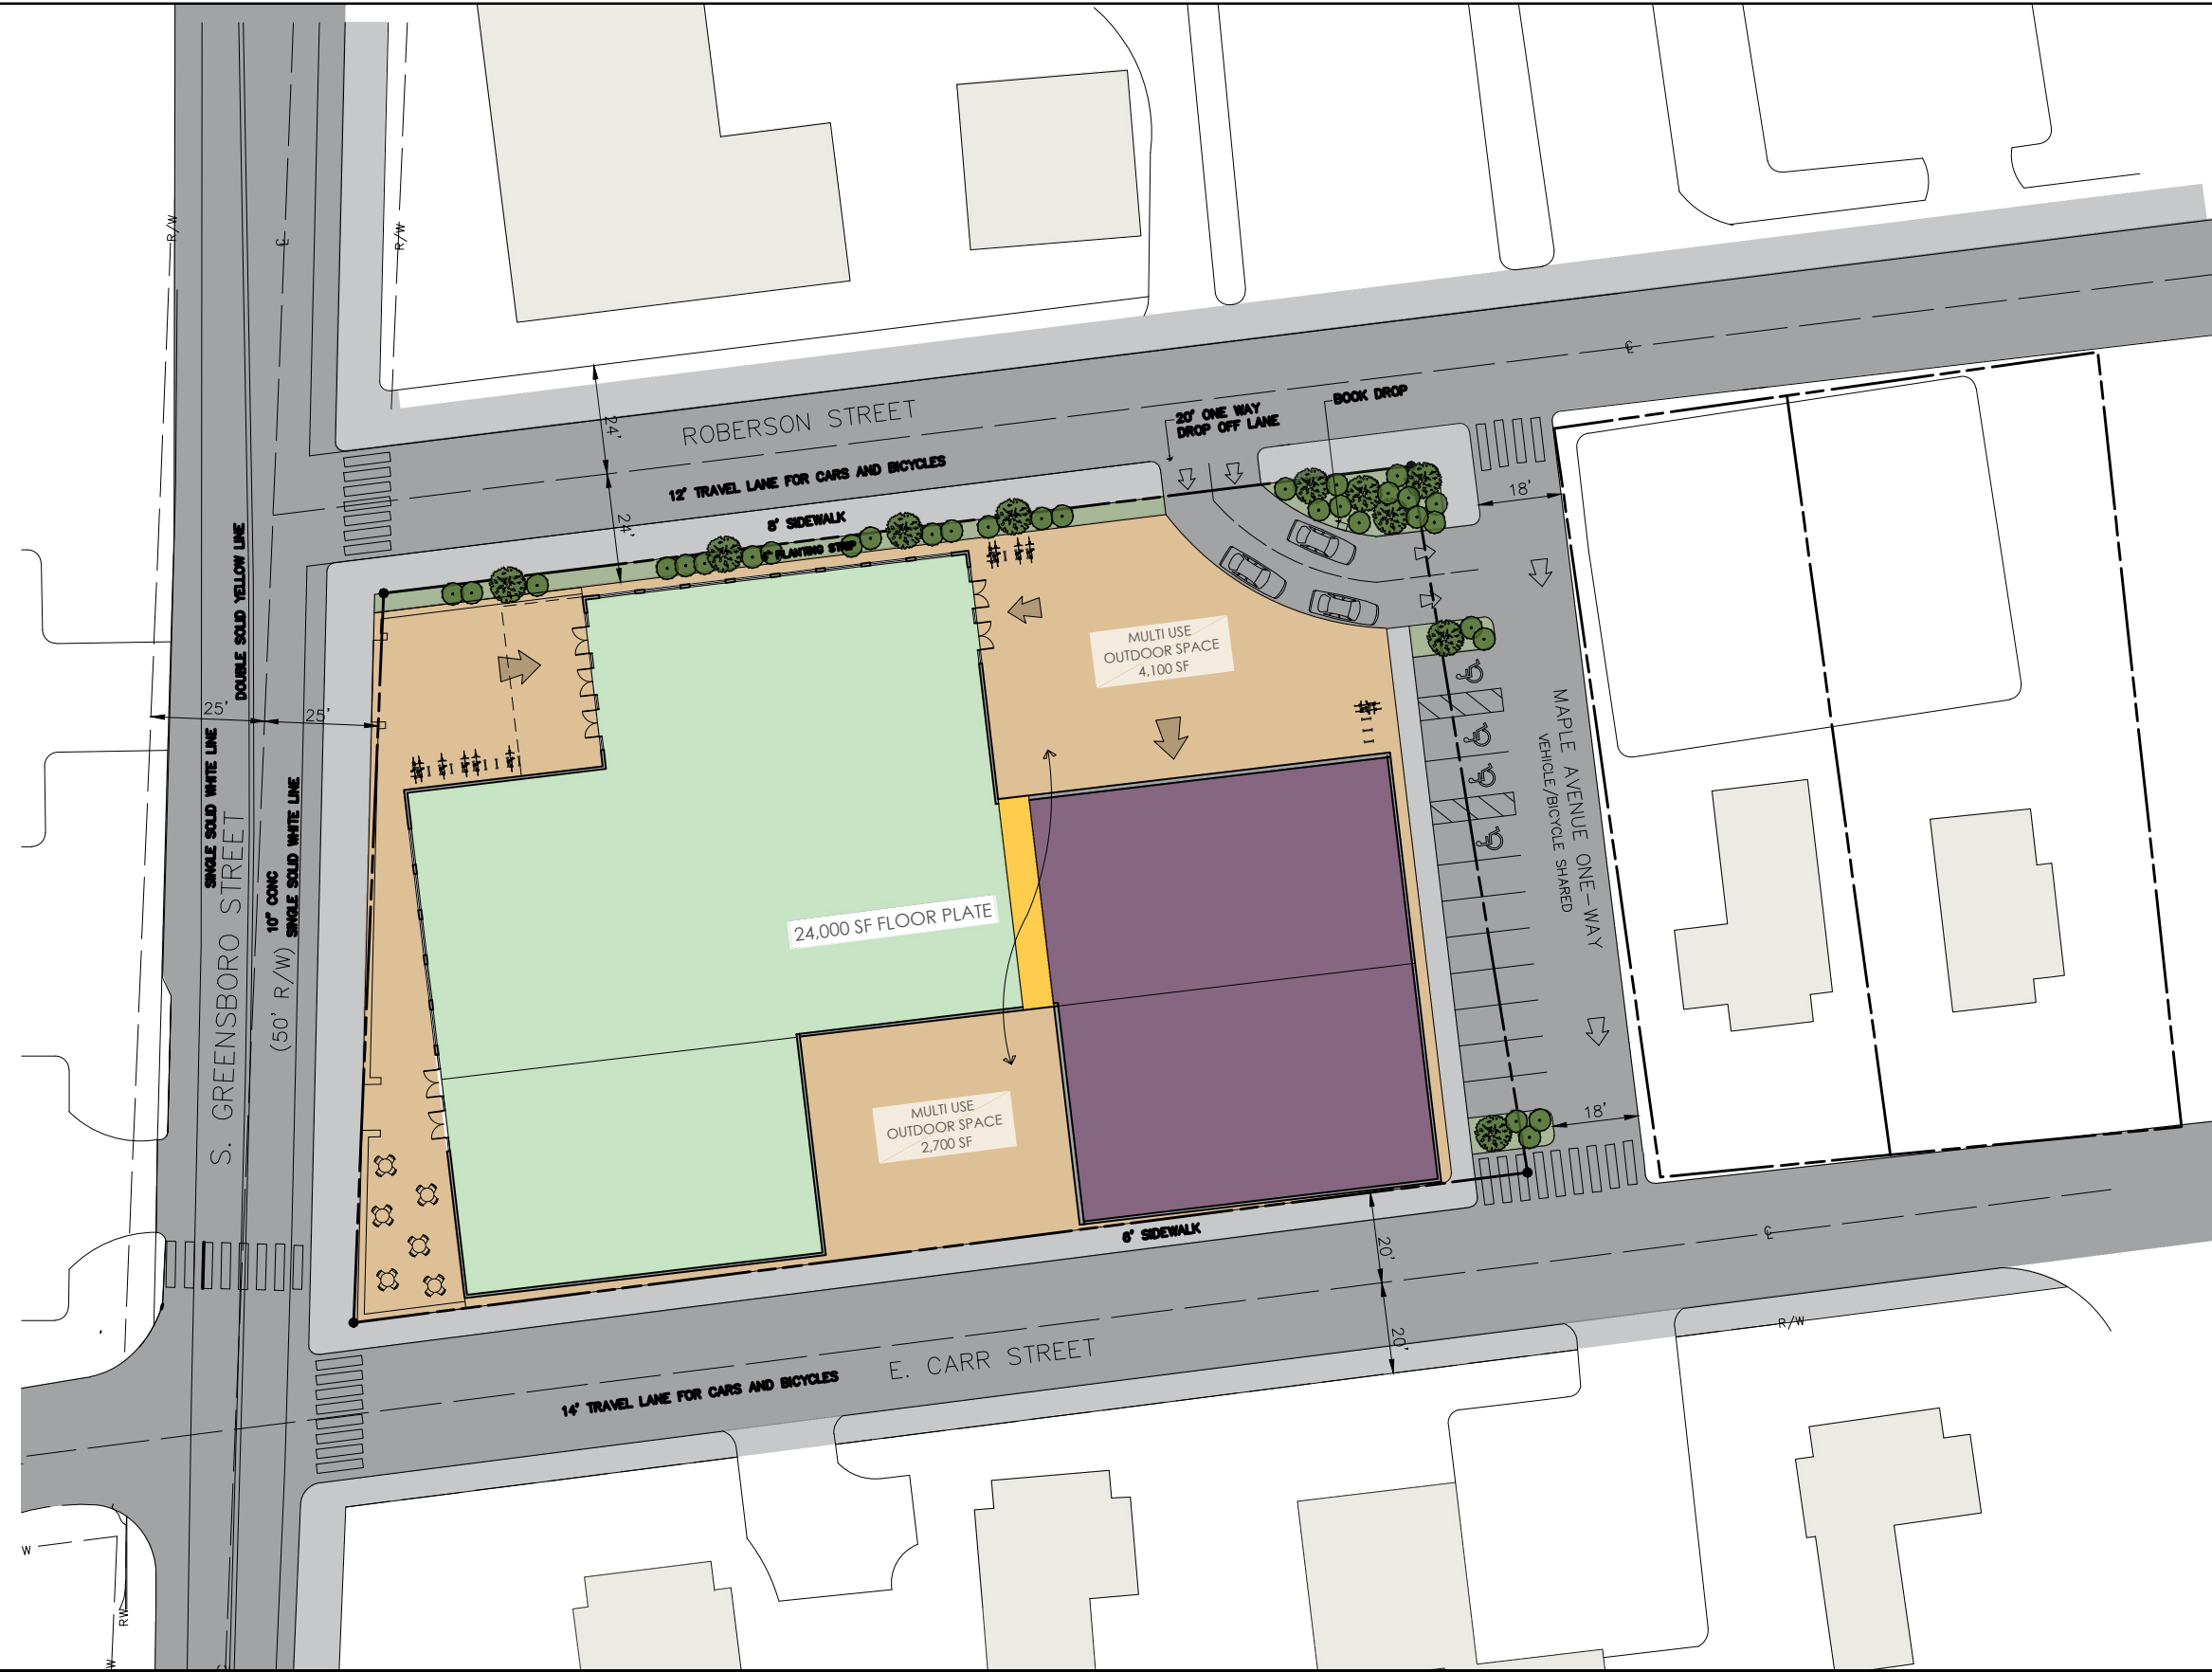 R/W
R/W
24'
ROBERSON STREET
12' TRAVEL LANE FOR CARS AND BICYCLES
24'
8' SIDEWALK
PLANTING STRIP
20' ONE WAY
DROP OFF LANE
BOOK DROP
18'
DOUBLE SOLID YELLOW LINE
25'
25'
SINGLE SOLID WHITE LINE
S. GREENSBORO STREET
10" CONC
SINGLE SOLID WHITE LINE
(50' R/W)
MULTI USE
OUTDOOR SPACE
4,100 SF
24,000 SF FLOOR PLATE
MAPLE AVENUE ONE-WAY
VEHICLE/BICYCLE SHARED
MULTI USE
OUTDOOR SPACE
2,700 SF
18'
6' SIDEWALK
20'
20'
E. CARR STREET
14' TRAVEL LANE FOR CARS AND BICYCLES
R/W
W
RW
W